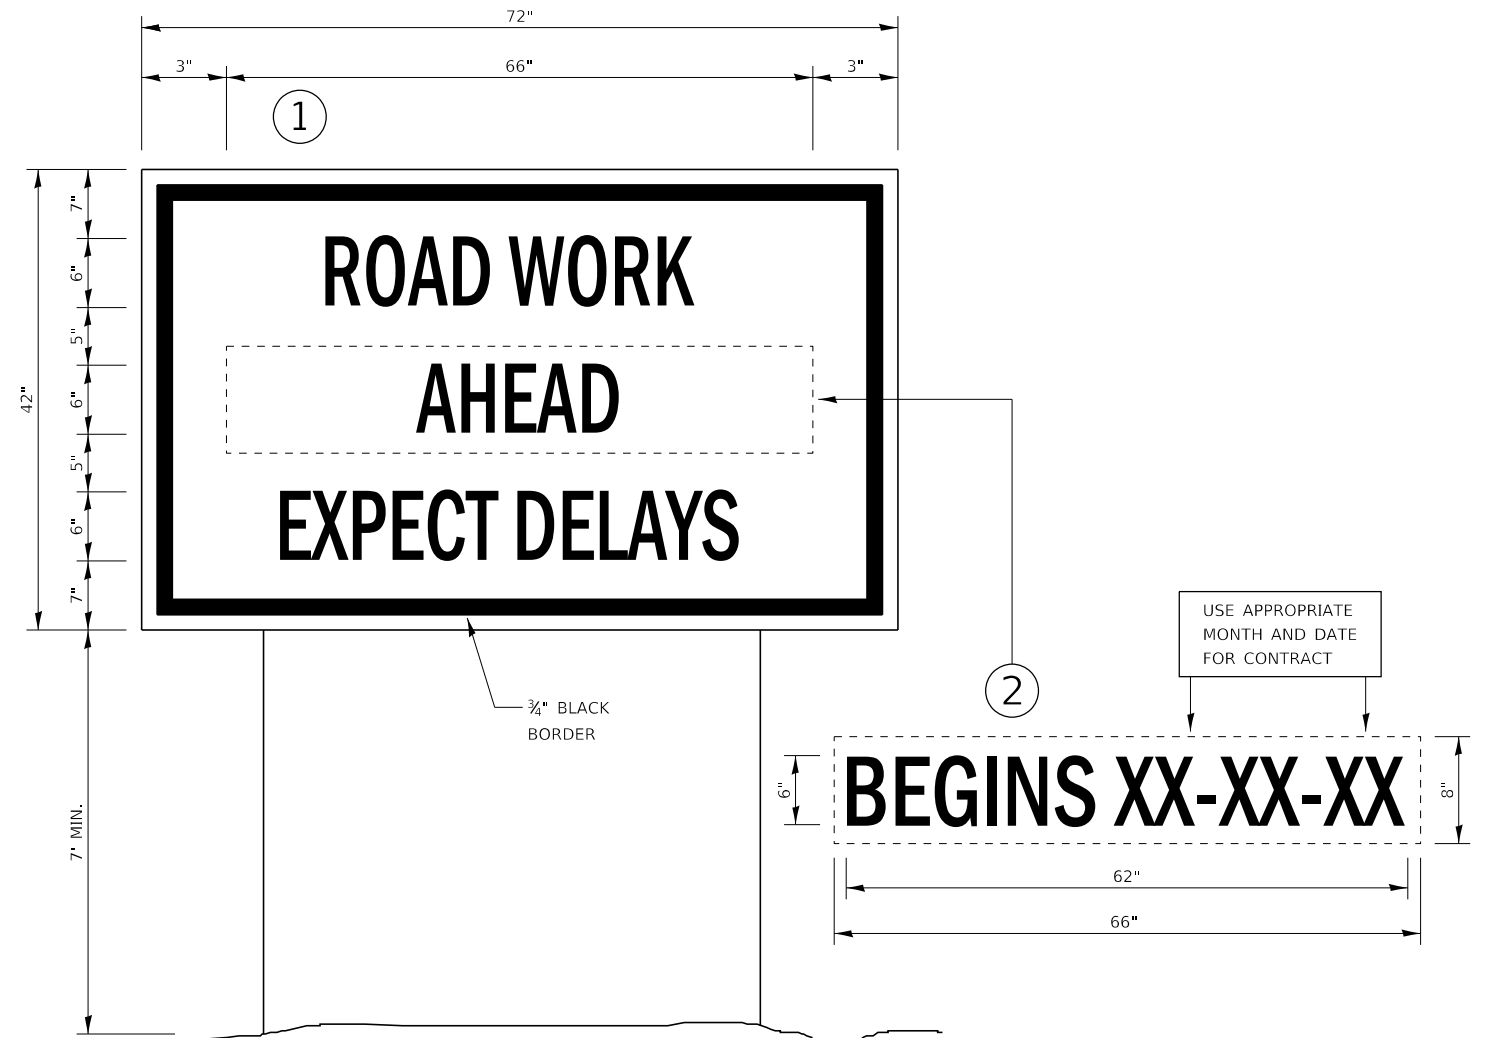 72"
3" 66" 3"
1
7"
6"
5"
6"
5"
6"
7"
42"
ROAD WORK
AHEAD
EXPECT DELAYS
USE APPROPRIATE
MONTH AND DATE
FOR CONTRACT
2
¾" BLACK
BORDER
7' MIN.
6"
BEGINS XX-XX-XX
8"
62"
66"